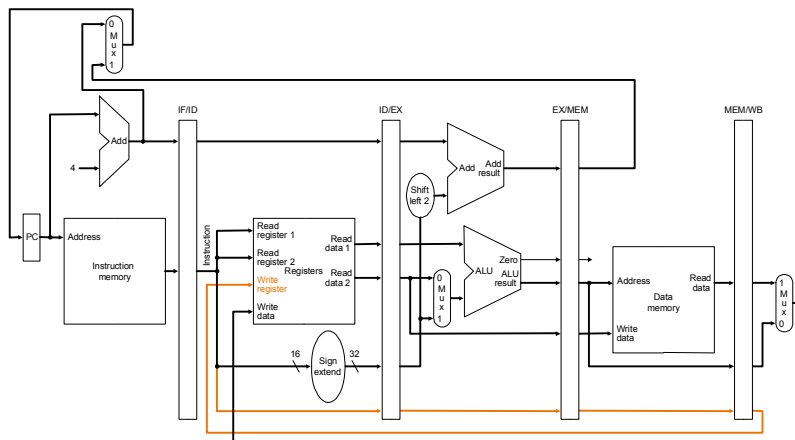 0
M
u
x
1
IF/ID
ID/EX
EX/MEM
MEM/WB
Add
4
Add
Add
result
Shift
left 2
PC
Address
Instruction
memory
Instruction
Read
register 1
Read
register 2
Write
register
Write
data
Registers
Read
data 1
Read
data 2
0
M
u
x
1
Zero
ALU
ALU
result
Address
Write
data
Data
memory
Read
data
1
M
u
x
0
16
Sign
extend
32